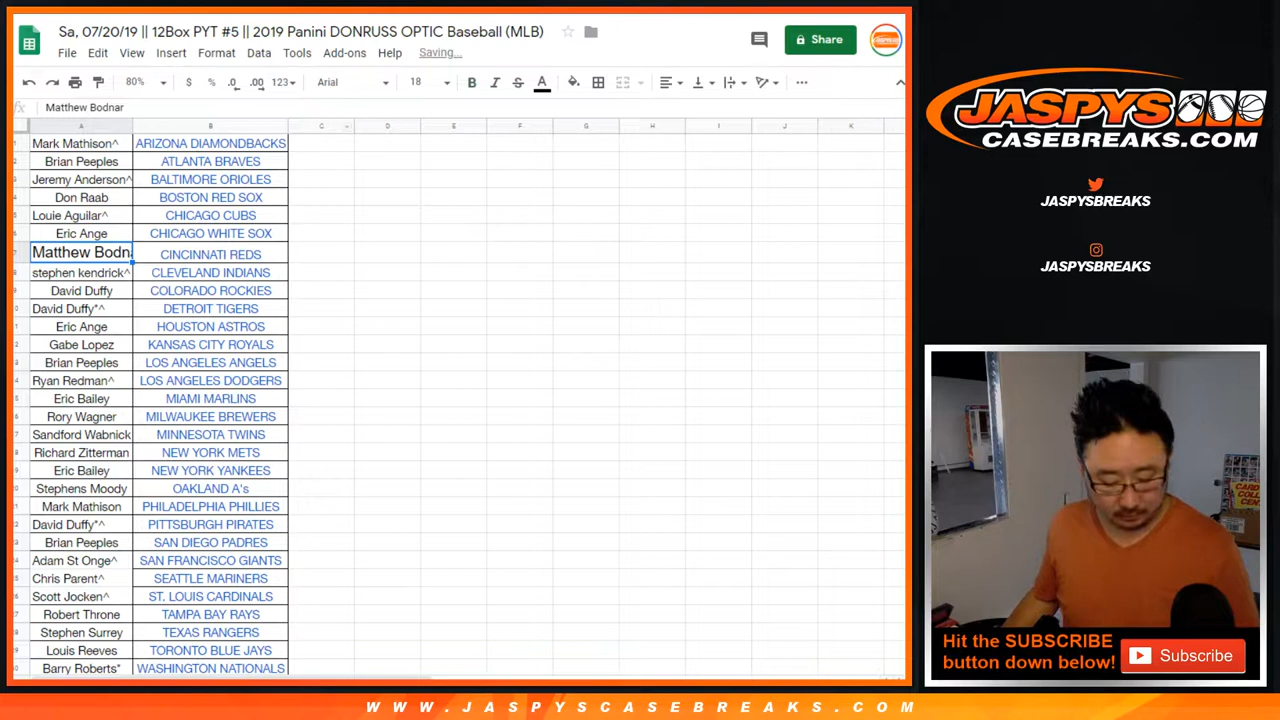 Sa, 07/20/19 || 12Box PYT #5 || 2019 Panini DONRUSS OPTIC Baseball (MLB)
File Edit View Insert Format Data Tools Add-ons Help Saving...
Share
80% $ % .0 .00 123 Arial 18 B I S A
fx Matthew Bodnar
A B C D E F G H I J K
Mark Mathison^ ARIZONA DIAMONDBACKS
Brian Peeples ATLANTA BRAVES
Jeremy Anderson^ BALTIMORE ORIOLES
Don Raab BOSTON RED SOX
Louie Aguilar^ CHICAGO CUBS
Eric Ange CHICAGO WHITE SOX
Matthew Bodna CINCINNATI REDS
stephen kendrick^ CLEVELAND INDIANS
David Duffy COLORADO ROCKIES
David Duffy*^ DETROIT TIGERS
Eric Ange HOUSTON ASTROS
Gabe Lopez KANSAS CITY ROYALS
Brian Peeples LOS ANGELES ANGELS
Ryan Redman^ LOS ANGELES DODGERS
Eric Bailey MIAMI MARLINS
Rory Wagner MILWAUKEE BREWERS
Sandford Wabnick MINNESOTA TWINS
Richard Zitterman NEW YORK METS
Eric Bailey NEW YORK YANKEES
Stephens Moody OAKLAND A's
Mark Mathison PHILADELPHIA PHILLIES
David Duffy*^ PITTSBURGH PIRATES
Brian Peeples SAN DIEGO PADRES
Adam St Onge^ SAN FRANCISCO GIANTS
Chris Parent^ SEATTLE MARINERS
Scott Jocken^ ST. LOUIS CARDINALS
Robert Throne TAMPA BAY RAYS
Stephen Surrey TEXAS RANGERS
Louis Reeves TORONTO BLUE JAYS
Barry Roberts* WASHINGTON NATIONALS
JASPYS
CASEBREAKS.COM
JASPYSBREAKS
JASPYSBREAKS
Hit the SUBSCRIBE
button down below!
Subscribe
WWW.JASPYSCASEBREAKS.COM